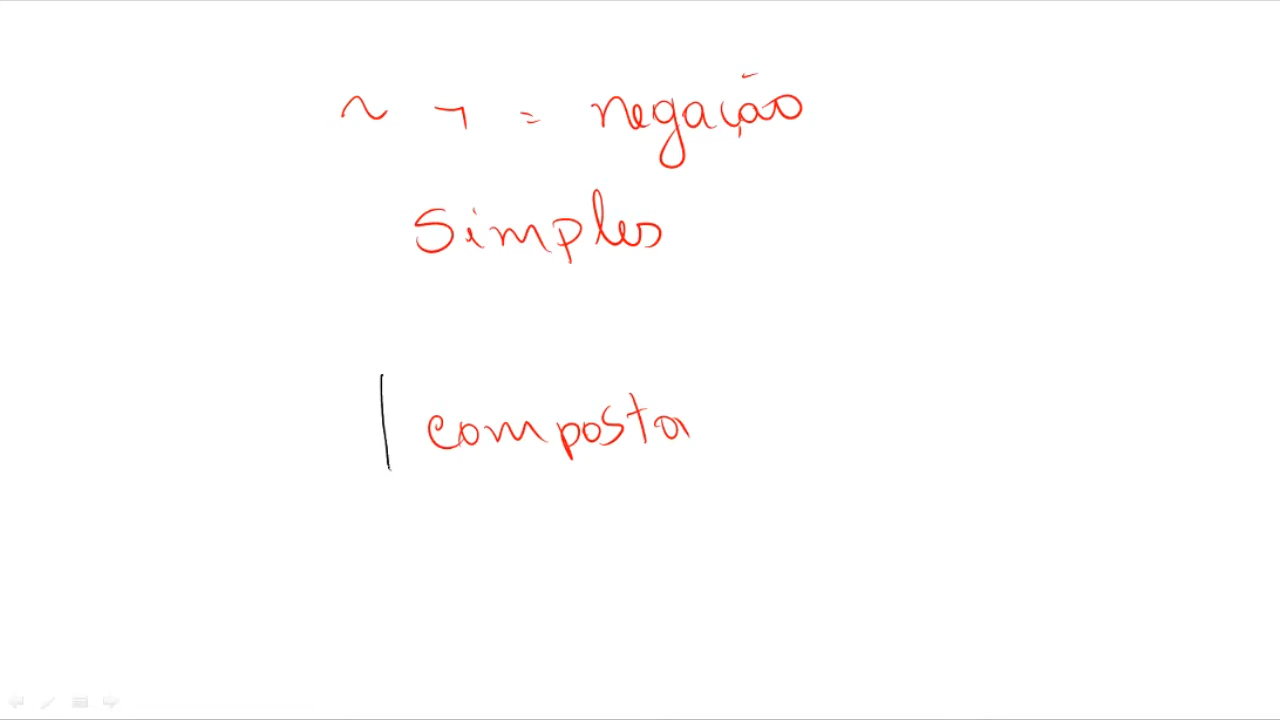 ~ ¬ = negação
Simples
composta